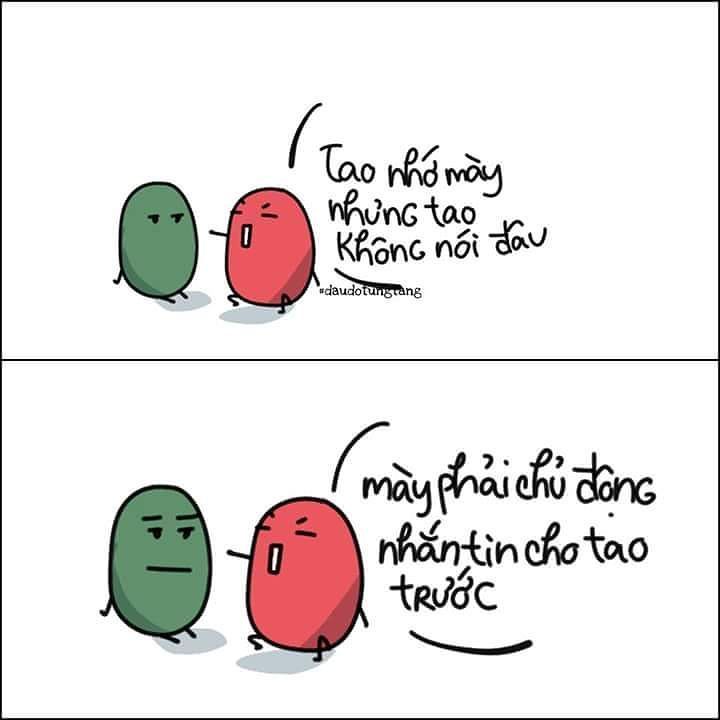 Tao nhớ mày
nhưng tao
không nói đâu
#daudotungtang
mày phải chủ động
nhắn tin cho tao
TRước